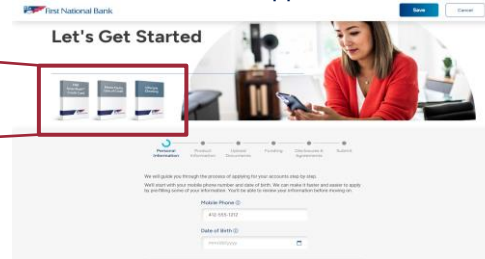 First National Bank
Save
Cancel
Let's Get Started
Personal Information
Product Information
Upload Documents
Funding
Disclosures & Agreements
Submit
We will guide you through the process of applying for your accounts step by step.
We'll start with your mobile phone number and date of birth. We can make it faster and easier to apply
by prefilling some of your information. You'll be able to review your information before moving on.
Mobile Phone
412-555-1212
Date of Birth